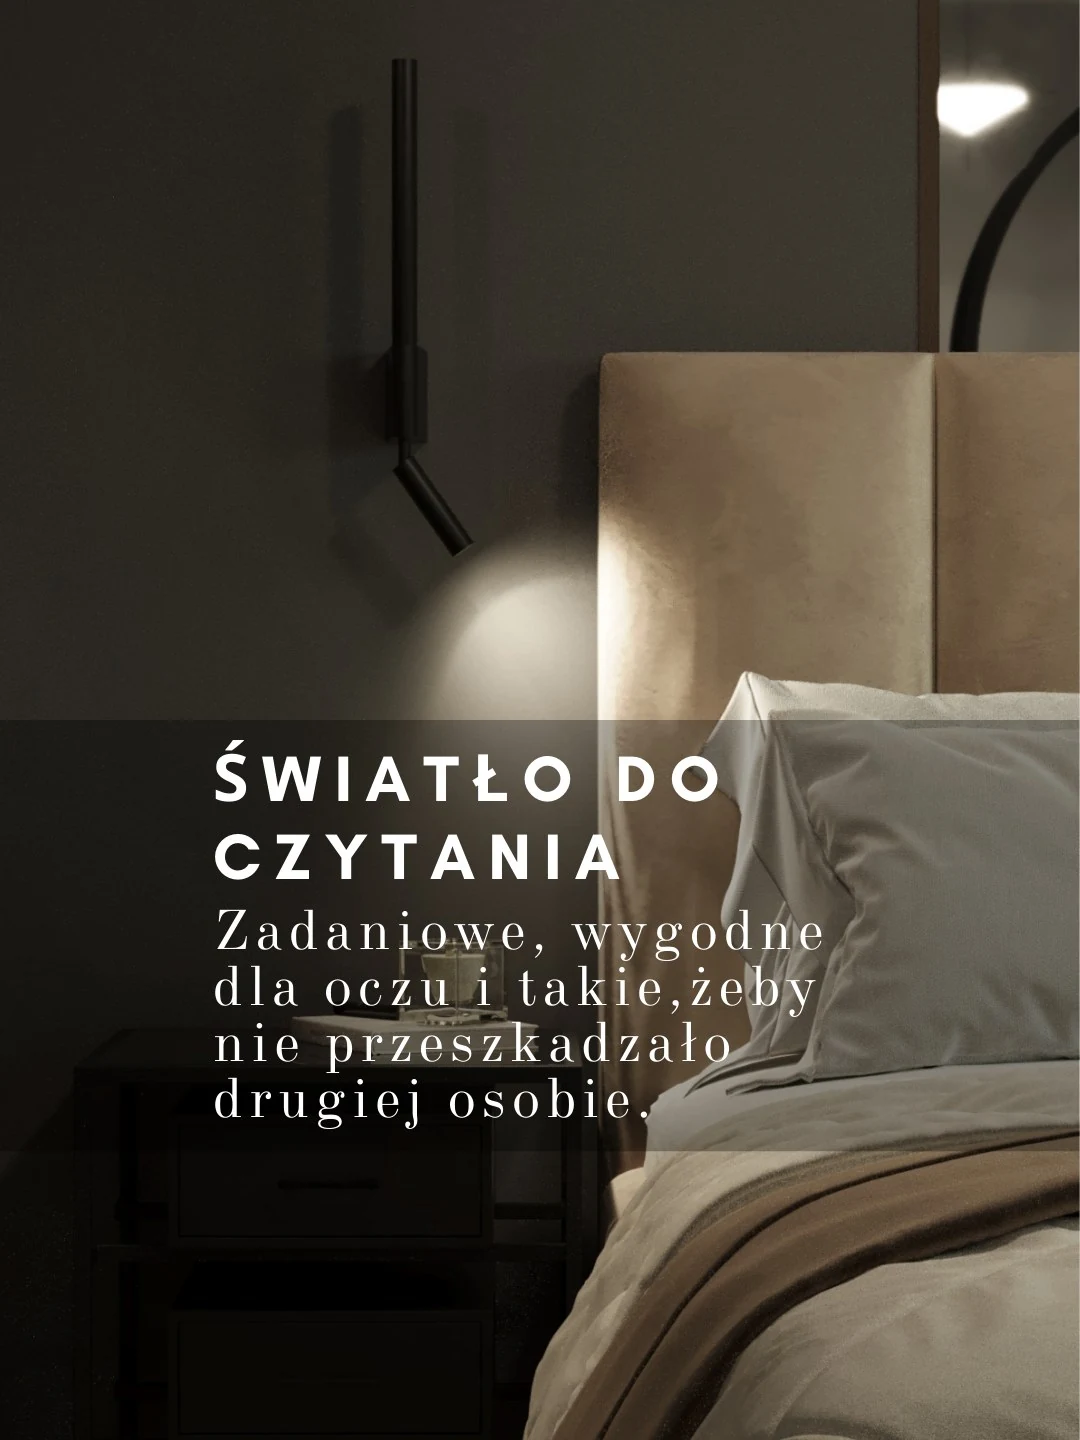 ŚWIATŁO DO
CZYTANIA
Zadaniowe, wygodne
dla oczu i takie,żeby
nie przeszkadzało
drugiej osobie.